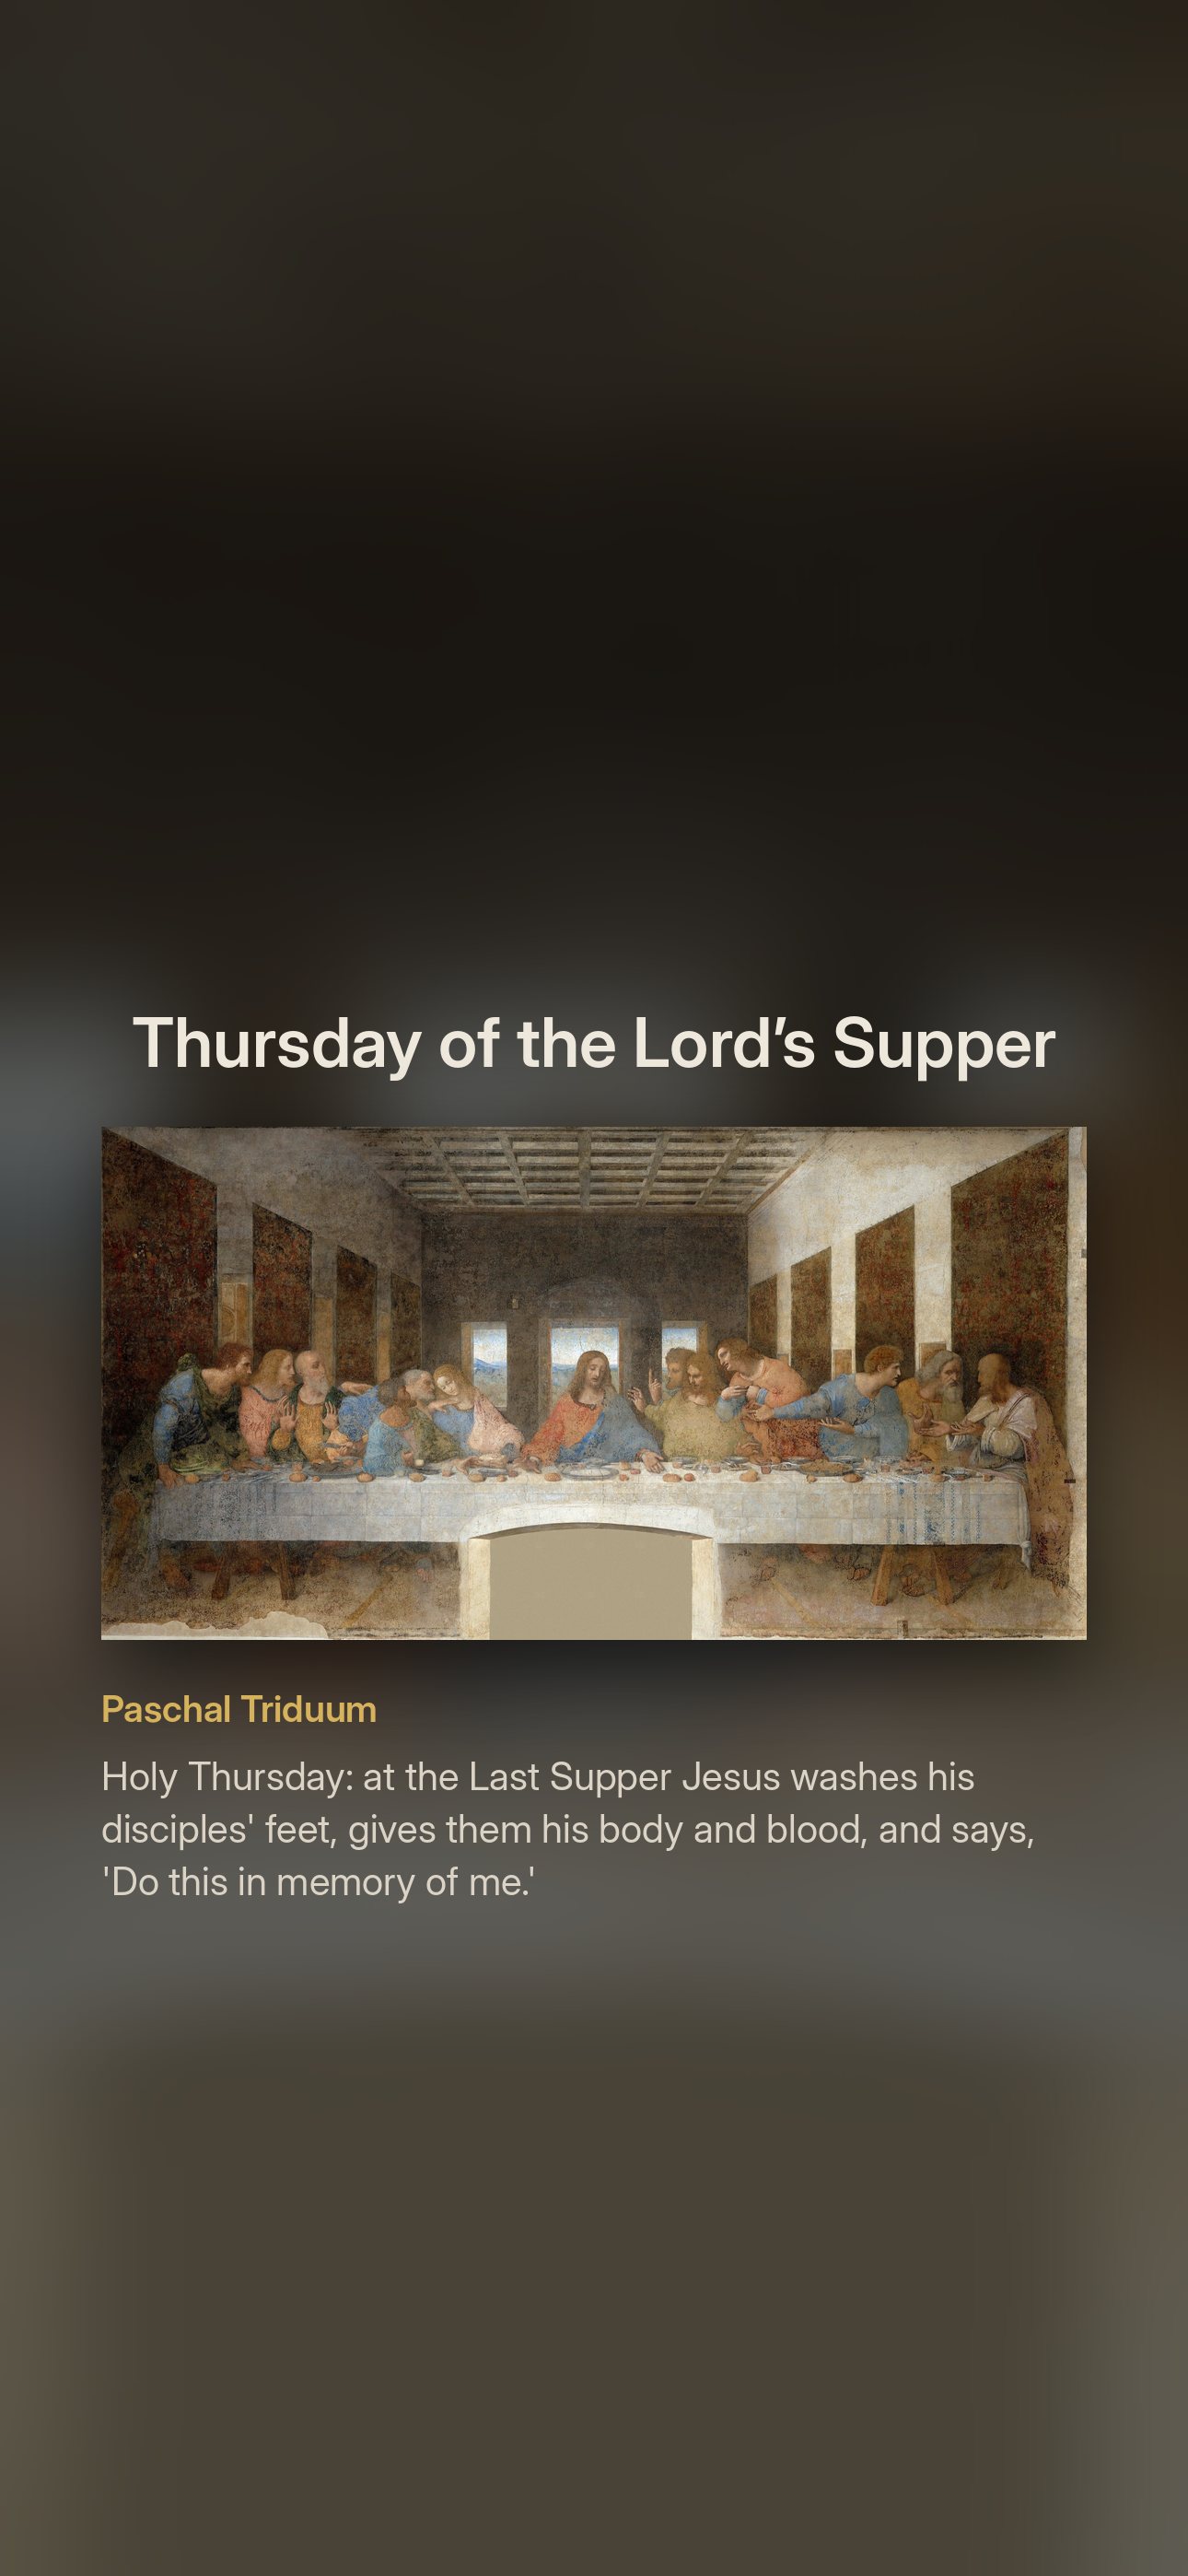 Thursday of the Lord’s Supper
Paschal Triduum
Holy Thursday: at the Last Supper Jesus washes his
disciples' feet, gives them his body and blood, and says,
'Do this in memory of me.'